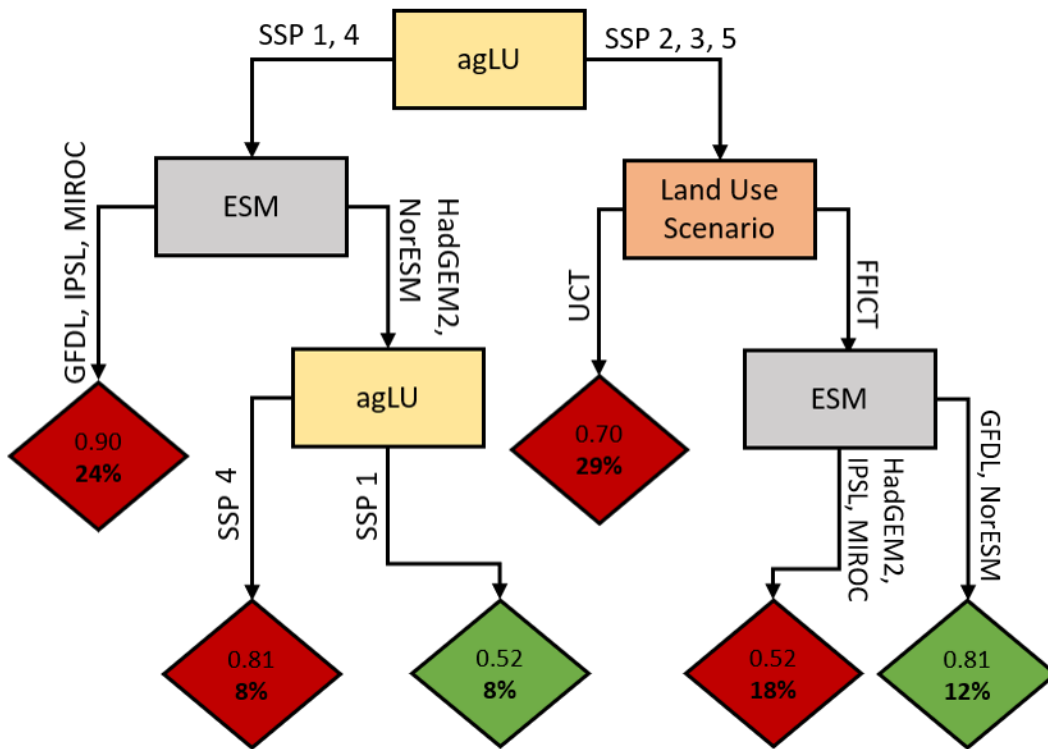 SSP 1, 4
agLU
SSP 2, 3, 5
ESM
Land Use
Scenario
GFDL, IPSL, MIROC
HadGEM2,
NorESM
UCT
FFICT
agLU
ESM
0.90
24%
0.70
29%
SSP 4
SSP 1
HadGEM2,
IPSL, MIROC
GFDL, NorESM
0.81
8%
0.52
8%
0.52
18%
0.81
12%